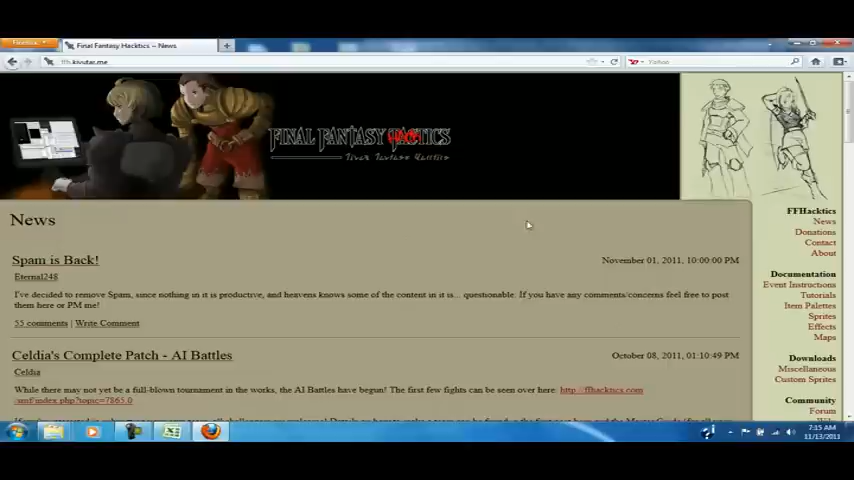 Firefox
Final Fantasy Hacktics -- News
ffh.kivutar.me
Yahoo
FINAL FANTASY HACKTICS
News
Spam is Back!
November 01, 2011, 10:00:00 PM
Eternal248
I've decided to remove Spam, since nothing in it is productive, and heavens knows some of the content in it is... questionable. If you have any comments/concerns feel free to post
them here or PM me!
55 comments | Write Comment
Celdia's Complete Patch - AI Battles
October 08, 2011, 01:10:49 PM
Celdia
While there may not yet be a full-blown tournament in the works, the AI Battles have begun! The first few fights can be seen over here. http://ffhacktics.com
/smf/index.php?topic=7865.0
FFHacktics
News
Donations
Contact
About
Documentation
Event Instructions
Tutorials
Item Palettes
Sprites
Effects
Maps
Downloads
Miscellaneous
Custom Sprites
Community
Forum
7:15 AM
11/13/2011